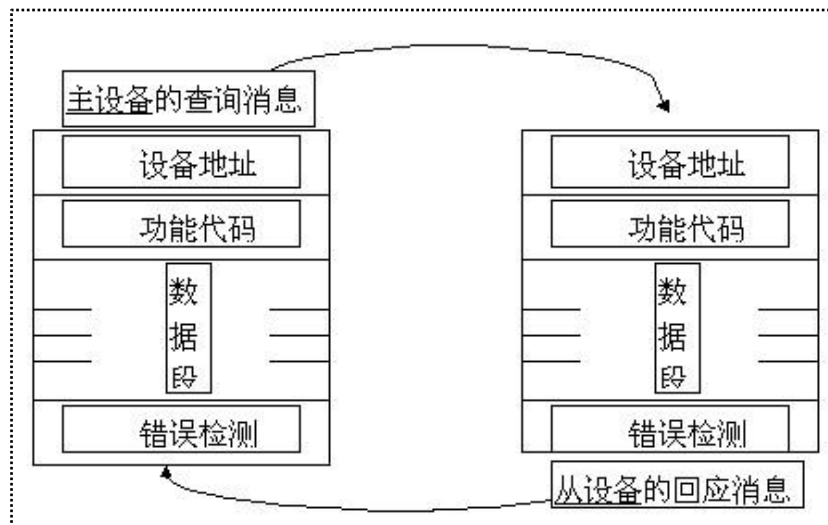 主设备的查询消息
设备地址
功能代码
数
据
段
错误检测
设备地址
功能代码
数
据
段
错误检测
从设备的回应消息